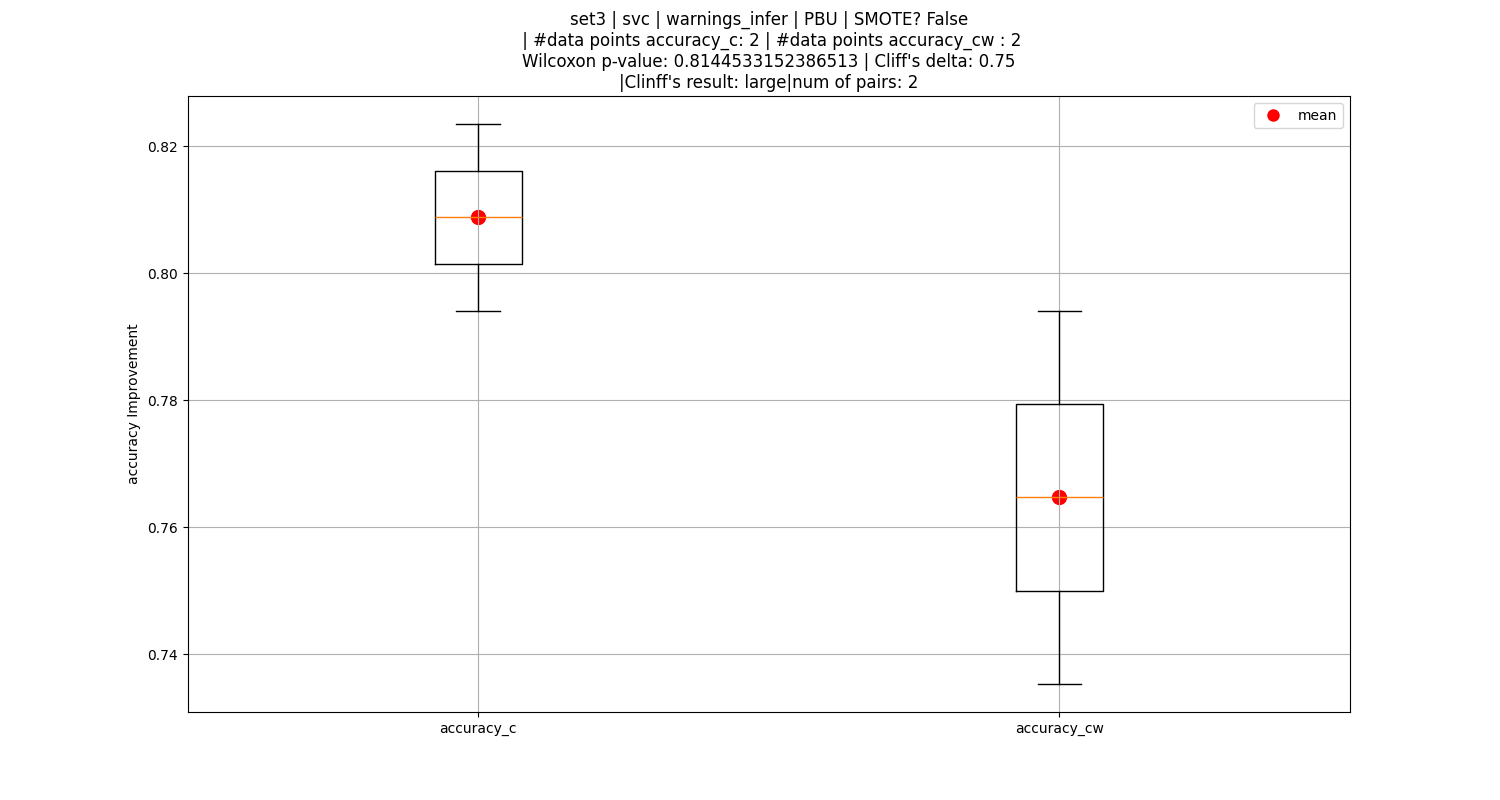 set3 | svc | warnings_infer | PBU | SMOTE? False
| #data points accuracy_c: 2 | #data points accuracy_cw : 2
Wilcoxon p-value: 0.8144533152386513 | Cliff's delta: 0.75
|Clinff's result: large|num of pairs: 2
mean
0.82
0.80
0.78
0.76
0.74
accuracy Improvement
accuracy_c
accuracy_cw